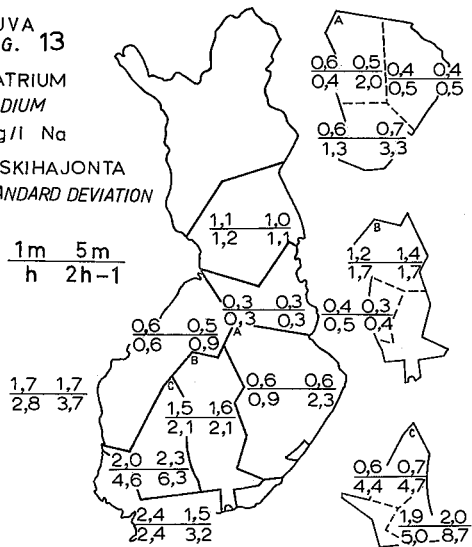 UVA
G. 13
ATRIUM
DIUM
g/l Na
SKIHAJONTA
ANDARD DEVIATION
1m 5m
h 2h-1
1,1 1,0
1,2 1,1
0,3 0,3
0,3 0,3
A
0,6 0,5
0,6 0,9
B
C
1,7 1,7
2,8 3,7
1,5 1,6
2,1 2,1
0,6 0,6
0,9 2,3
2,0 2,3
4,6 6,3
2,4 1,5
2,4 3,2
A
0,6 0,5
0,4 2,0
0,4 0,4
0,5 0,5
0,6 0,7
1,3 3,3
B
1,2 1,4
1,7 1,7
0,4 0,3
0,5 0,4
C
0,6 0,7
4,4 4,7
1,9 2,0
5,0 8,7